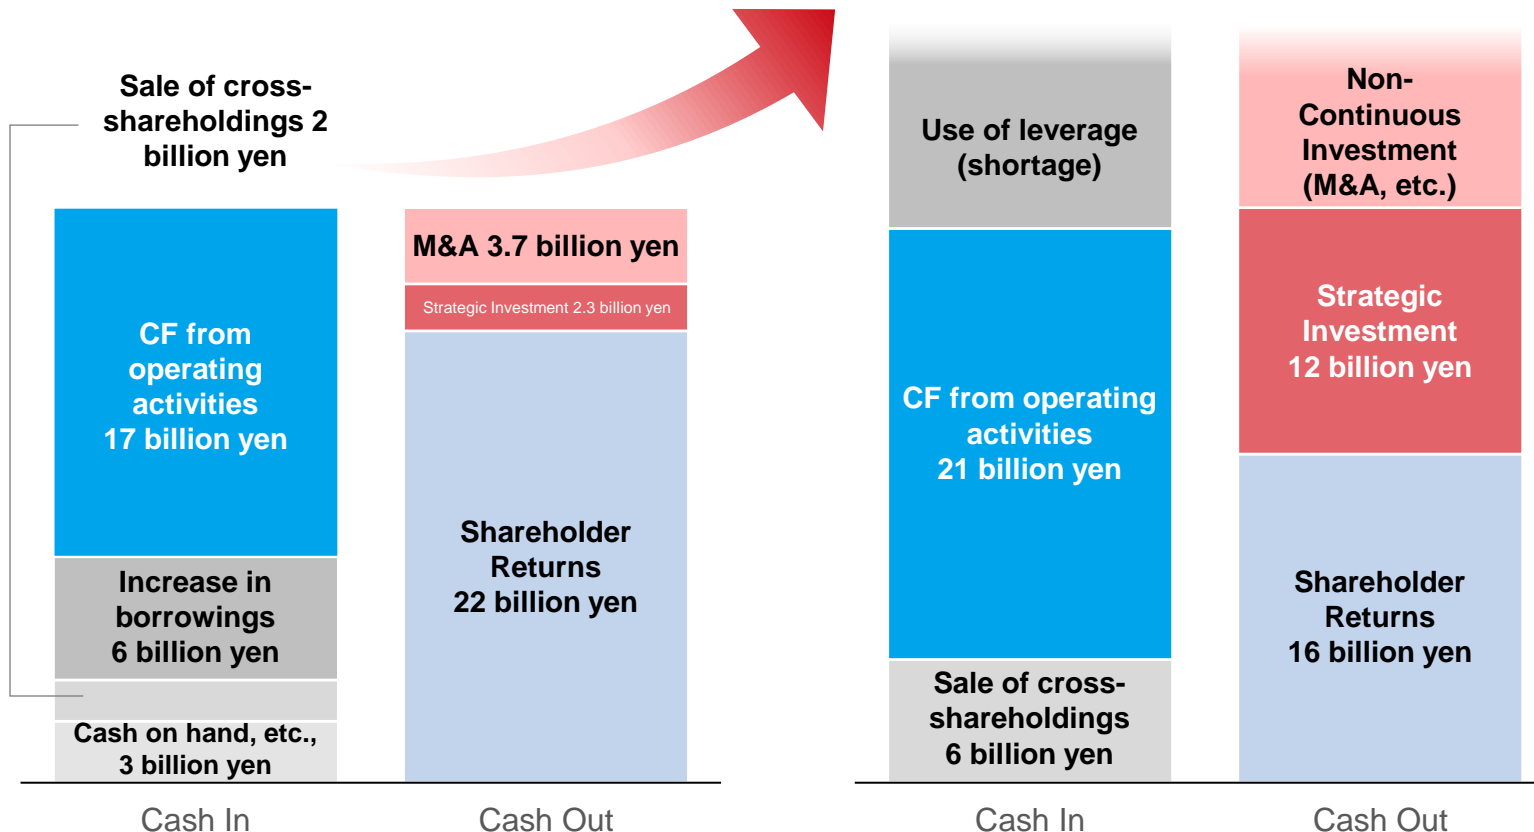 Sale of cross-
shareholdings 2
billion yen
CF from
operating
activities
17 billion yen
Increase in
borrowings
6 billion yen
Cash on hand, etc.,
3 billion yen
Cash In
M&A 3.7 billion yen
Strategic Investment 2.3 billion yen
Shareholder
Returns
22 billion yen
Cash Out
Use of leverage
(shortage)
CF from operating
activities
21 billion yen
Sale of cross-
shareholdings
6 billion yen
Cash In
Non-
Continuous
Investment
(M&A, etc.)
Strategic
Investment
12 billion yen
Shareholder
Returns
16 billion yen
Cash Out